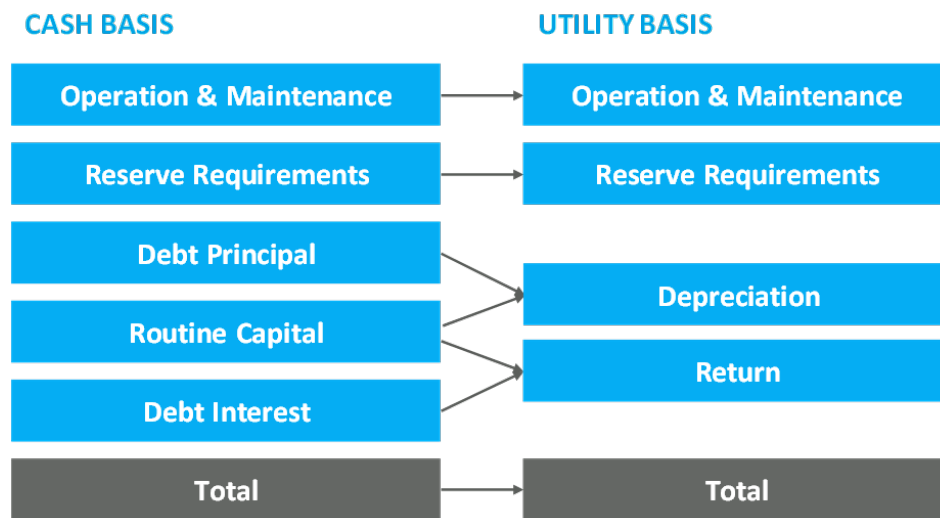 CASH BASIS
UTILITY BASIS
Operation & Maintenance
Operation & Maintenance
Reserve Requirements
Reserve Requirements
Debt Principal
Depreciation
Routine Capital
Return
Debt Interest
Total
Total